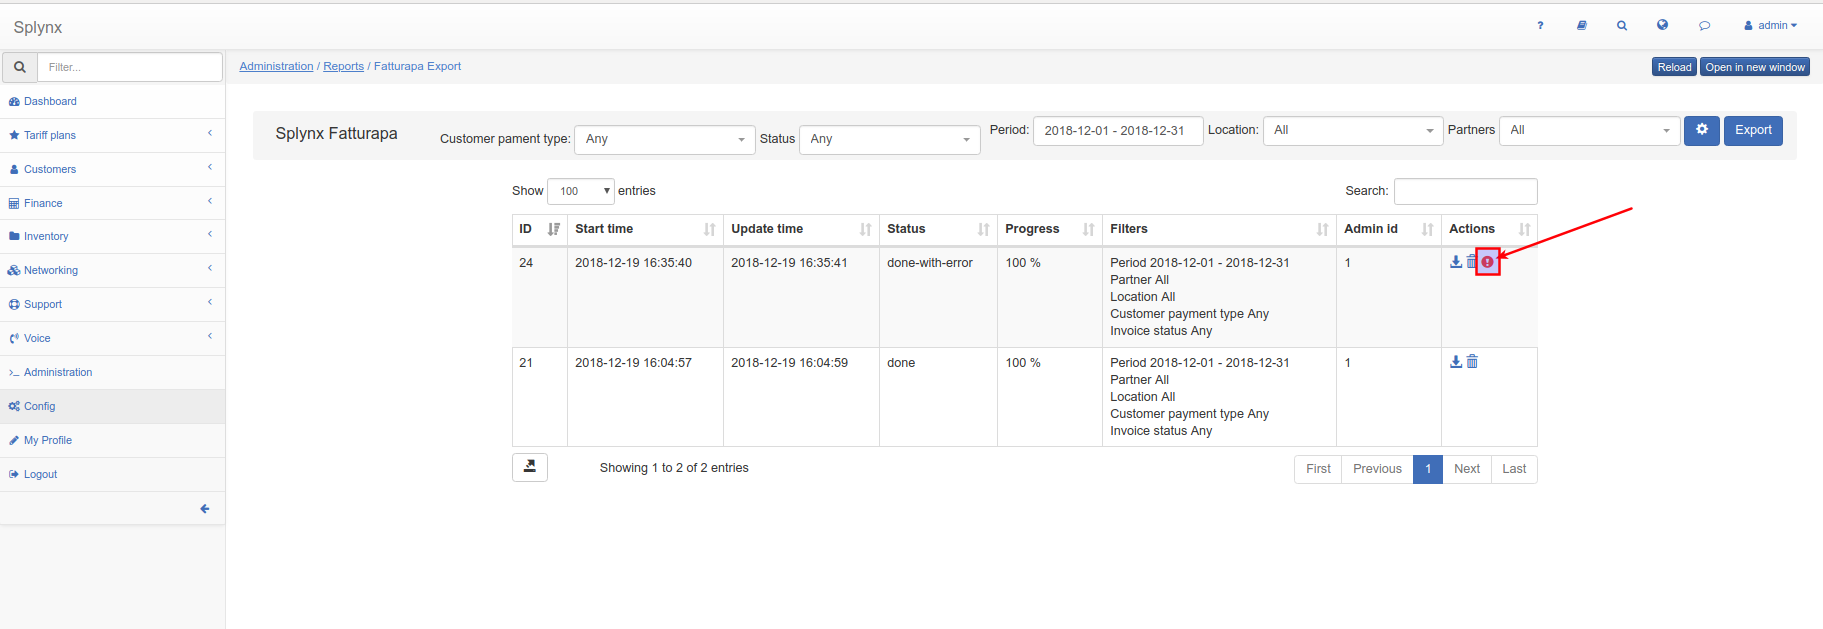 Splynx
? admin
Filter...
Administration / Reports / Fatturapa Export
Reload Open in new window
Dashboard
Tariff plans
Customers
Finance
Inventory
Networking
Support
Voice
Administration
Config
My Profile
Logout
Splynx Fatturapa Customer pament type: Any Status Any Period: 2018-12-01 - 2018-12-31 Location: All Partners All Export
Show 100 entries Search:
ID Start time Update time Status Progress Filters Admin id Actions
24 2018-12-19 16:35:40 2018-12-19 16:35:41 done-with-error 100 % Period 2018-12-01 - 2018-12-31 1
Partner All
Location All
Customer payment type Any
Invoice status Any
21 2018-12-19 16:04:57 2018-12-19 16:04:59 done 100 % Period 2018-12-01 - 2018-12-31 1
Partner All
Location All
Customer payment type Any
Invoice status Any
Showing 1 to 2 of 2 entries First Previous 1 Next Last